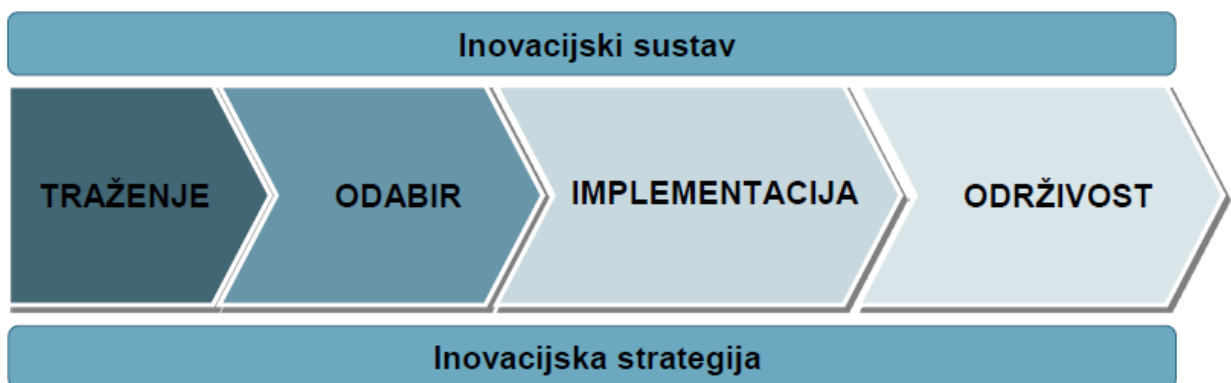 Inovacijski sustav
TRAŽENJE
ODABIR
IMPLEMENTACIJA
ODRŽIVOST
Inovacijska strategija